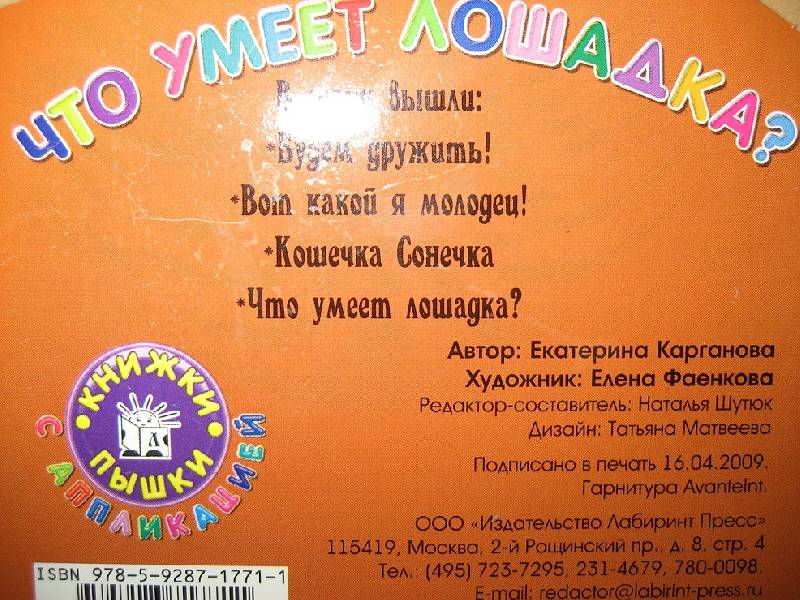 ЧТО УМЕЕТ ЛОШАДКА?
вышли:
*Будем дружить!
*Вот какой я молодец!
*Кошечка Сонечка
*Что умеет лошадка?
Автор: Екатерина Карганова
Художник: Елена Фаенкова
Редактор-составитель: Наталья Шутюк
Дизайн: Татьяна Матвеева
Подписано в печать 16.04.2009.
Гарнитура AvanteInt.
ООО «Издательство Лабиринт Пресс»
115419, Москва, 2-й Рощинский пр., д. 8, стр. 4
Тел.: (495) 723-7295, 231-4679, 780-0098.
E-mail: redactor@labirint-press.ru
КНИЖКИ
ПЫШКИ
С АППЛИКАЦИЕЙ
ISBN 978-5-9287-1771-1